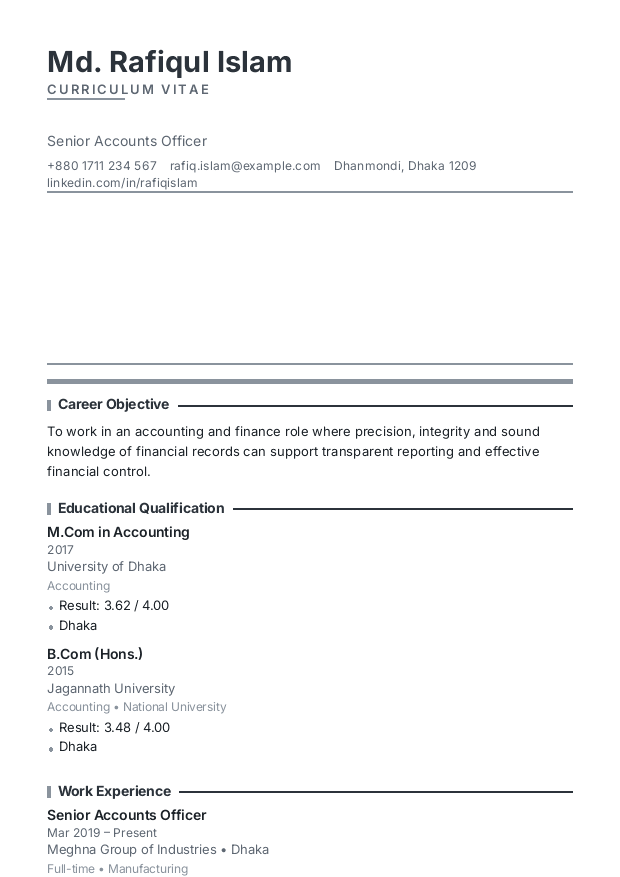 Md. Rafiqul Islam
CURRICULUM VITAE
Senior Accounts Officer
+880 1711 234 567 rafiq.islam@example.com Dhanmondi, Dhaka 1209
linkedin.com/in/rafiqislam
Career Objective
To work in an accounting and finance role where precision, integrity and sound
knowledge of financial records can support transparent reporting and effective
financial control.
Educational Qualification
M.Com in Accounting
2017
University of Dhaka
Accounting
• Result: 3.62 / 4.00
• Dhaka
B.Com (Hons.)
2015
Jagannath University
Accounting • National University
• Result: 3.48 / 4.00
• Dhaka
Work Experience
Senior Accounts Officer
Mar 2019 – Present
Meghna Group of Industries • Dhaka
Full-time • Manufacturing